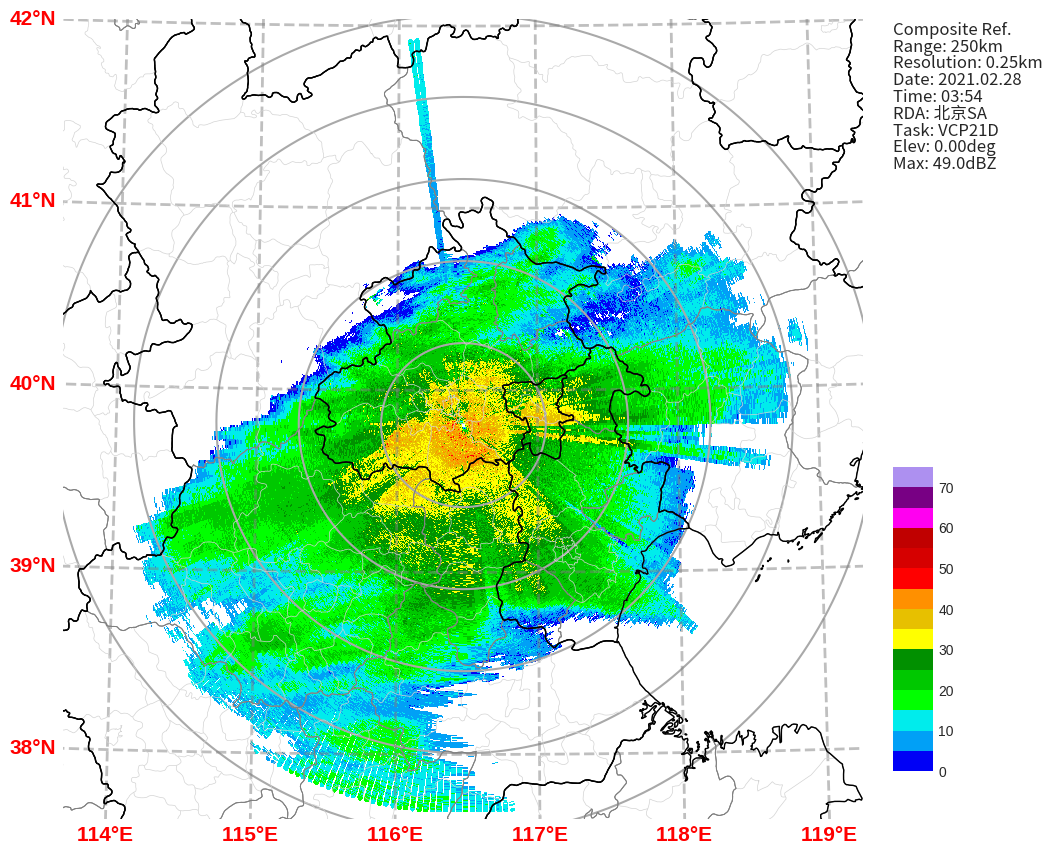 42°N
41°N
40°N
39°N
38°N
114°E
115°E
116°E
117°E
118°E
119°E
Composite Ref.
Range: 250km
Resolution: 0.25km
Date: 2021.02.28
Time: 03:54
RDA: 北京SA
Task: VCP21D
Elev: 0.00deg
Max: 49.0dBZ
70
60
50
40
30
20
10
0